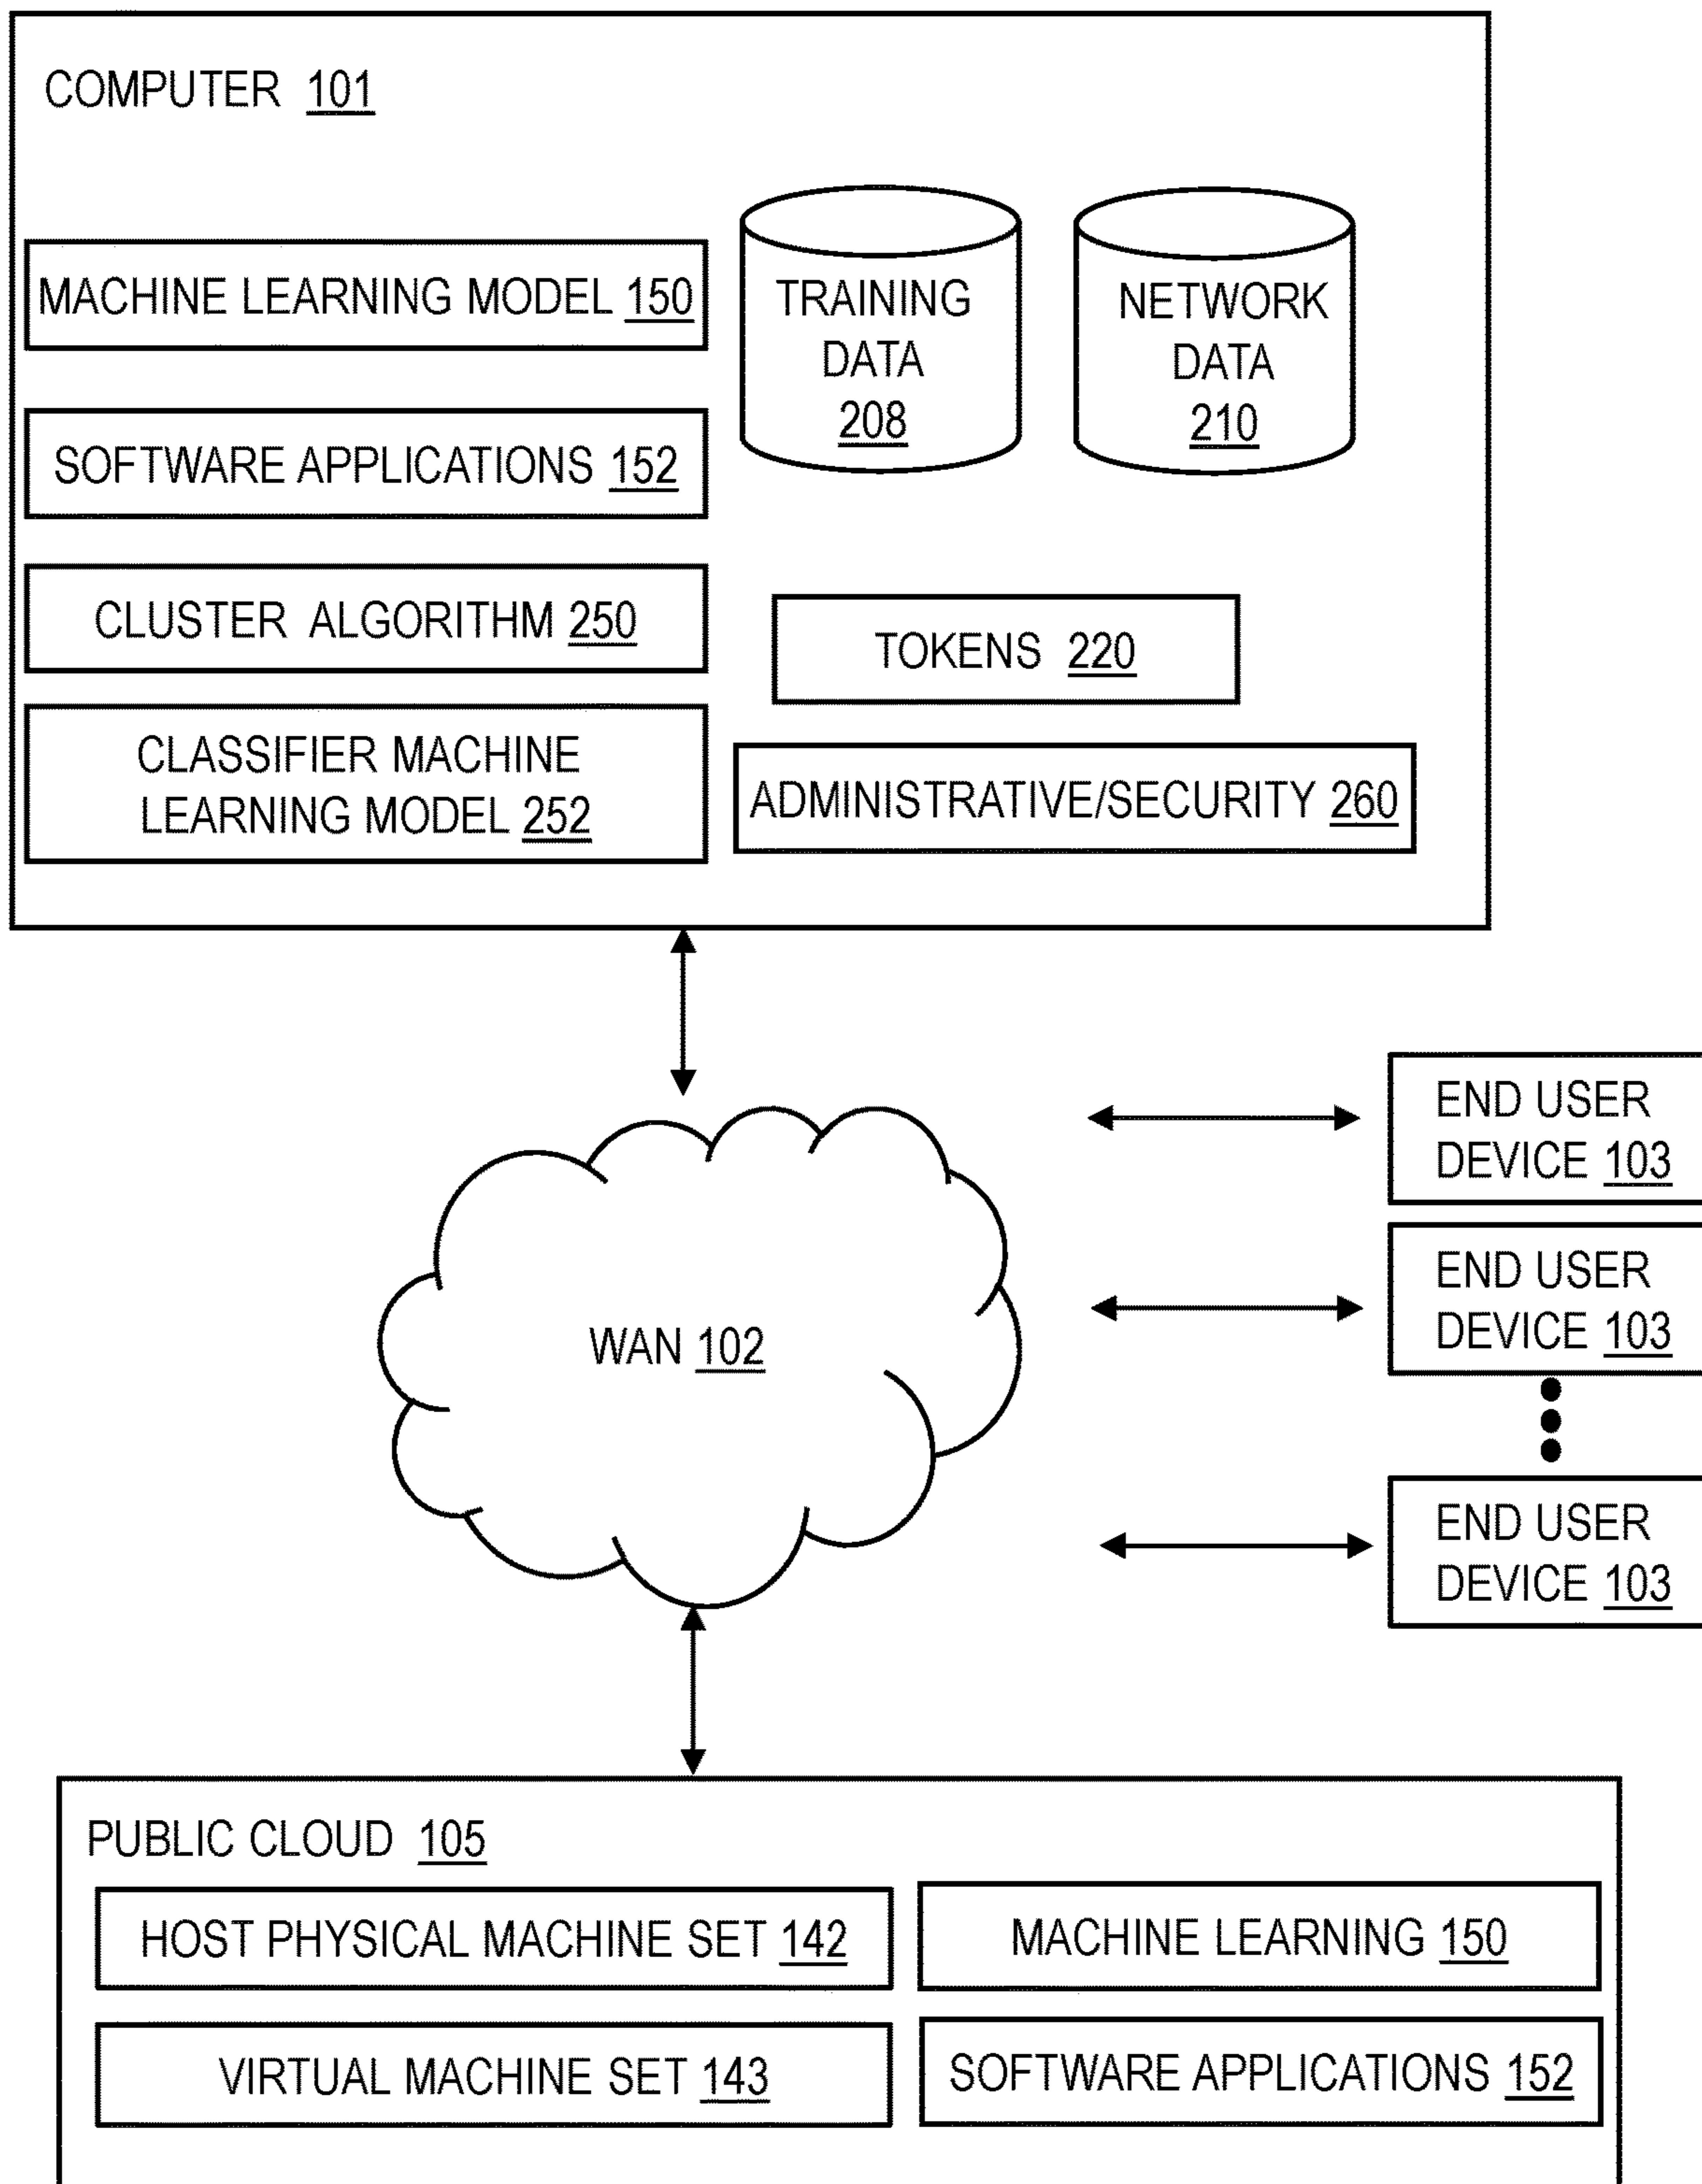 COMPUTER 101
MACHINE LEARNING MODEL 150
SOFTWARE APPLICATIONS 152
CLUSTER ALGORITHM 250
CLASSIFIER MACHINE
LEARNING MODEL 252
TRAINING
DATA
208
NETWORK
DATA
210
TOKENS 220
ADMINISTRATIVE/SECURITY 260
WAN 102
END USER
DEVICE 103
END USER
DEVICE 103
END USER
DEVICE 103
PUBLIC CLOUD 105
HOST PHYSICAL MACHINE SET 142
MACHINE LEARNING 150
VIRTUAL MACHINE SET 143
SOFTWARE APPLICATIONS 152